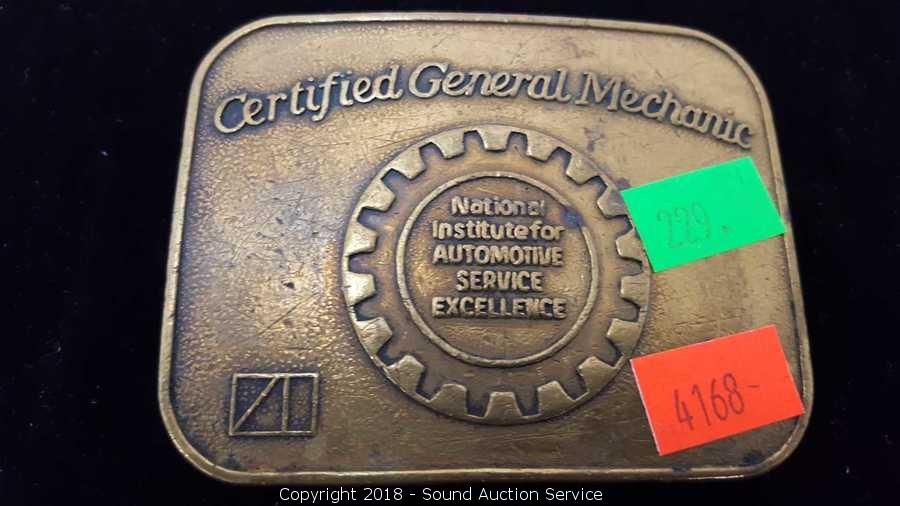 Certified General Mechanic
National
Institute for
AUTOMOTIVE
SERVICE
EXCELLENCE
229.
4168-
Copyright 2018 - Sound Auction Service